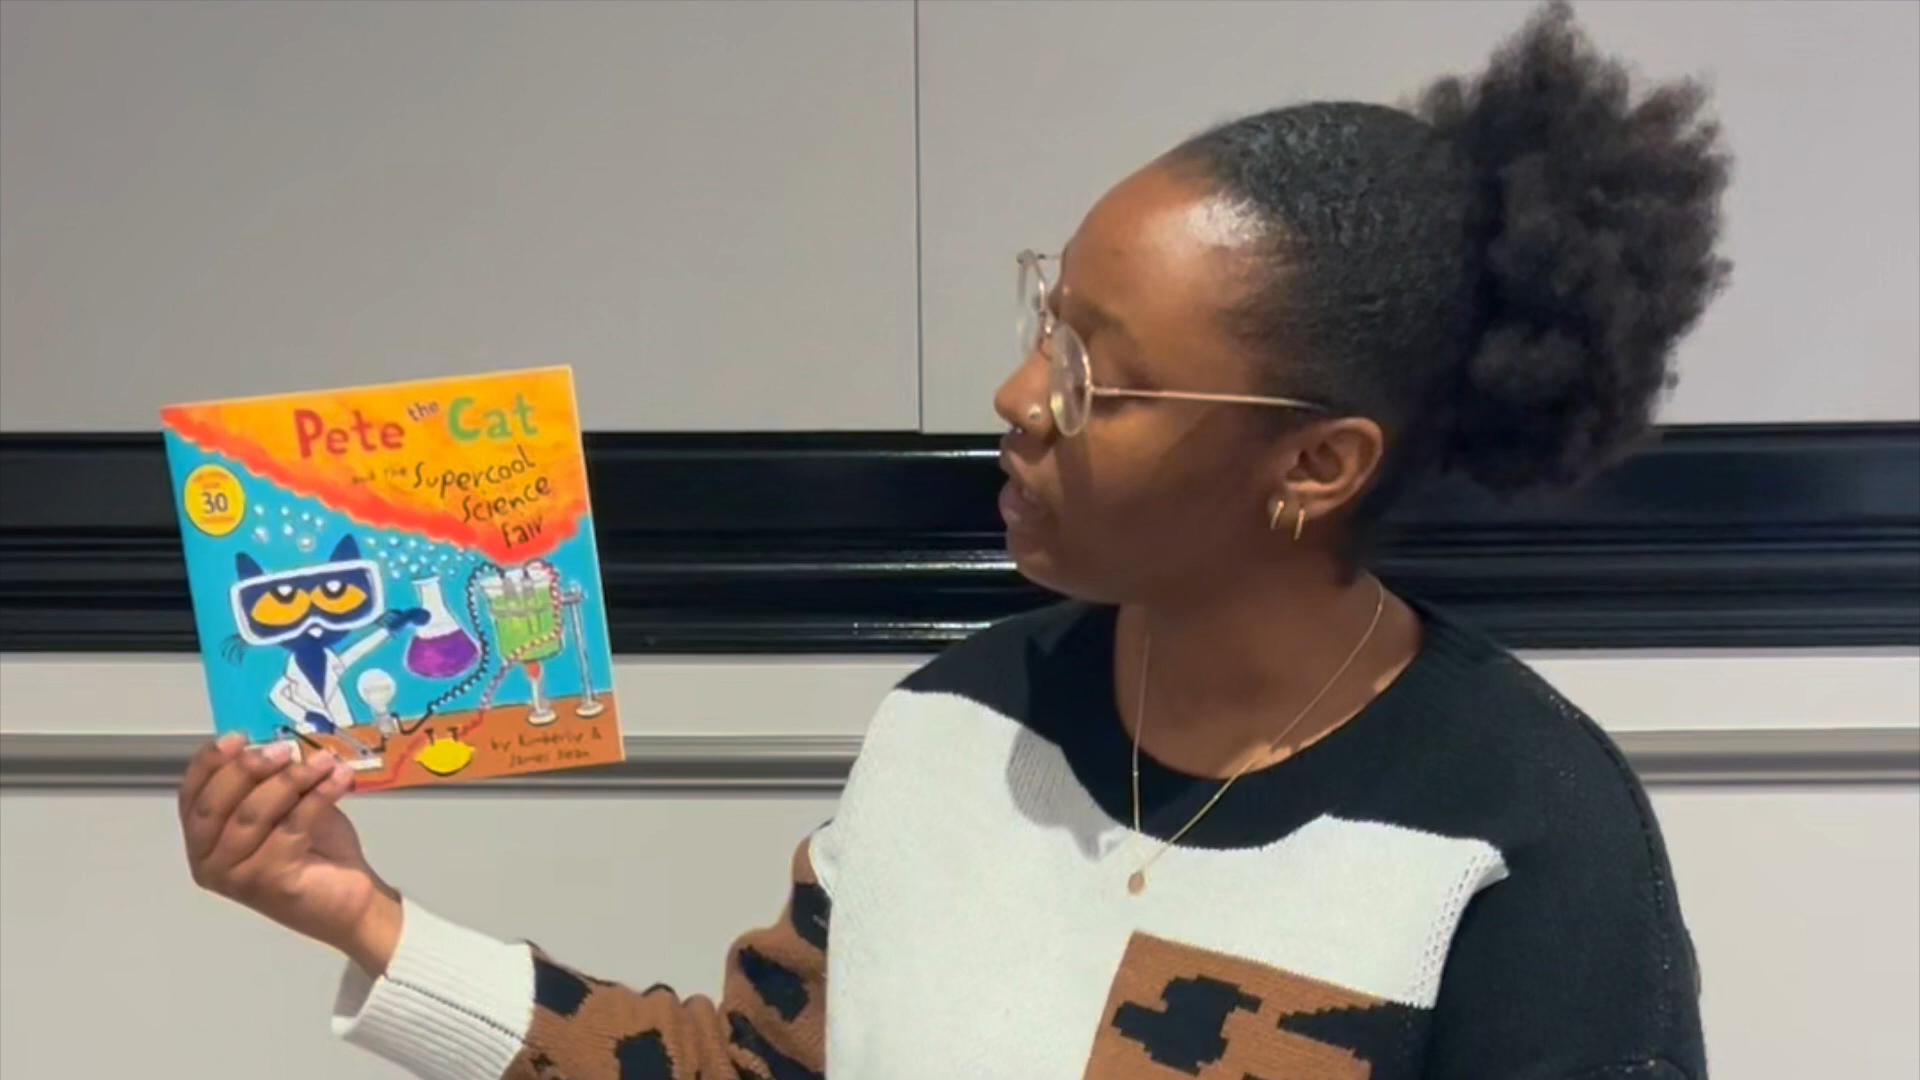 Pete the Cat
and the Supercool
Science
Fair
30
by Kimberly &
James Dean